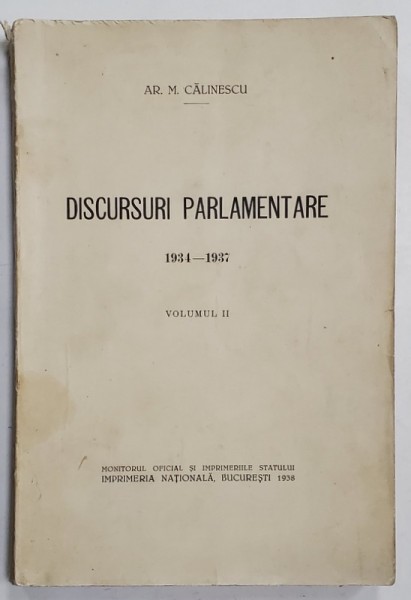 AR. M. CĂLINESCU
DISCURSURI PARLAMENTARE
1934—1937
VOLUMUL II
MONITORUL OFICIAL ȘI IMPRIMERIILE STATULUI
IMPRIMERIA NAȚIONALĂ, BUCUREȘTI 1938